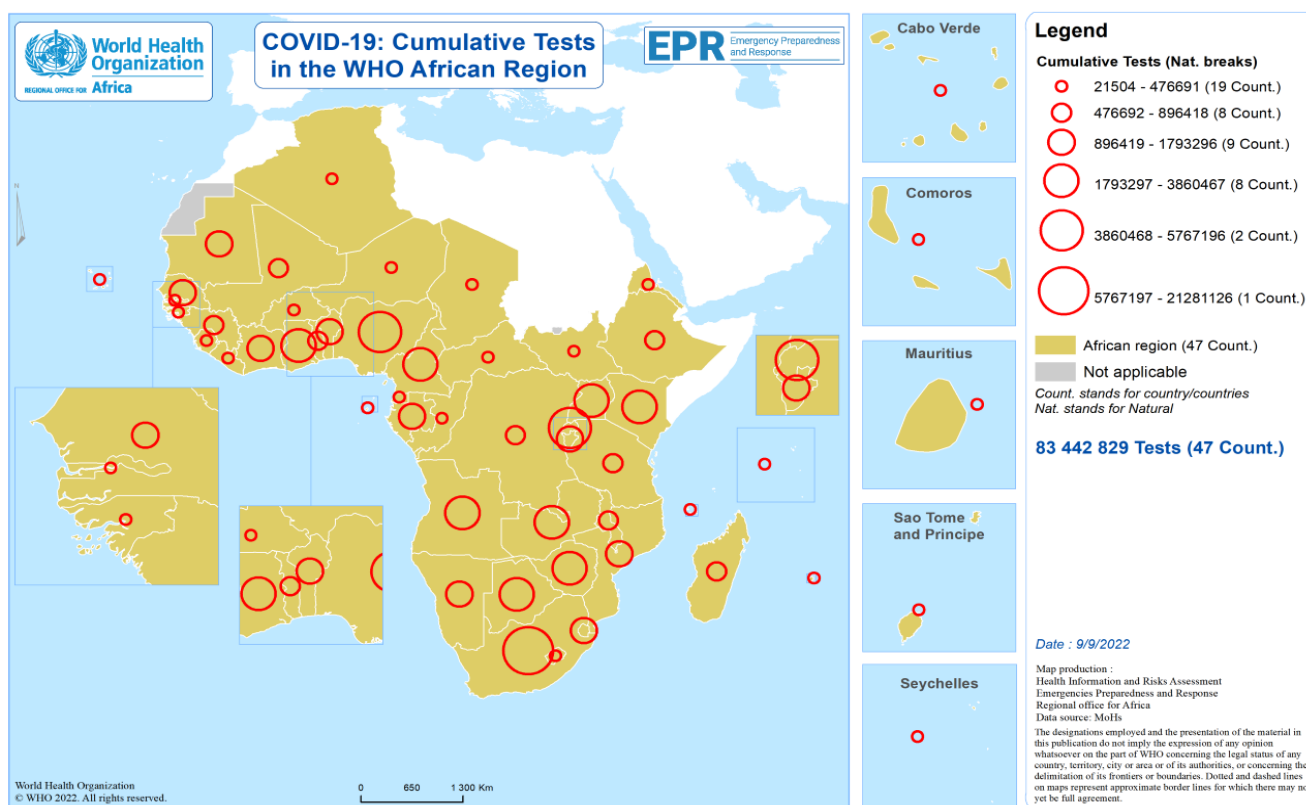 World Health
Organization
REGIONAL OFFICE FOR Africa
COVID-19: Cumulative Tests
in the WHO African Region
EPR Emergency Preparedness
and Response
N
World Health Organization
© WHO 2022. All rights reserved.
0 650 1 300 Km
Cabo Verde
Comoros
Mauritius
Sao Tome
and Principe
Seychelles
Legend
Cumulative Tests (Nat. breaks)
21504 - 476691 (19 Count.)
476692 - 896418 (8 Count.)
896419 - 1793296 (9 Count.)
1793297 - 3860467 (8 Count.)
3860468 - 5767196 (2 Count.)
5767197 - 21281126 (1 Count.)
African region (47 Count.)
Not applicable
Count. stands for country/countries
Nat. stands for Natural
83 442 829 Tests (47 Count.)
Date : 9/9/2022
Map production :
Health Information and Risks Assessment
Emergencies Preparedness and Response
Regional office for Africa
Data source: MoHs
The designations employed and the presentation of the material in
this publication do not imply the expression of any opinion
whatsoever on the part of WHO concerning the legal status of any
country, territory, city or area or of its authorities, or concerning the
delimitation of its frontiers or boundaries. Dotted and dashed lines
on maps represent approximate border lines for which there may no
yet be full agreement.